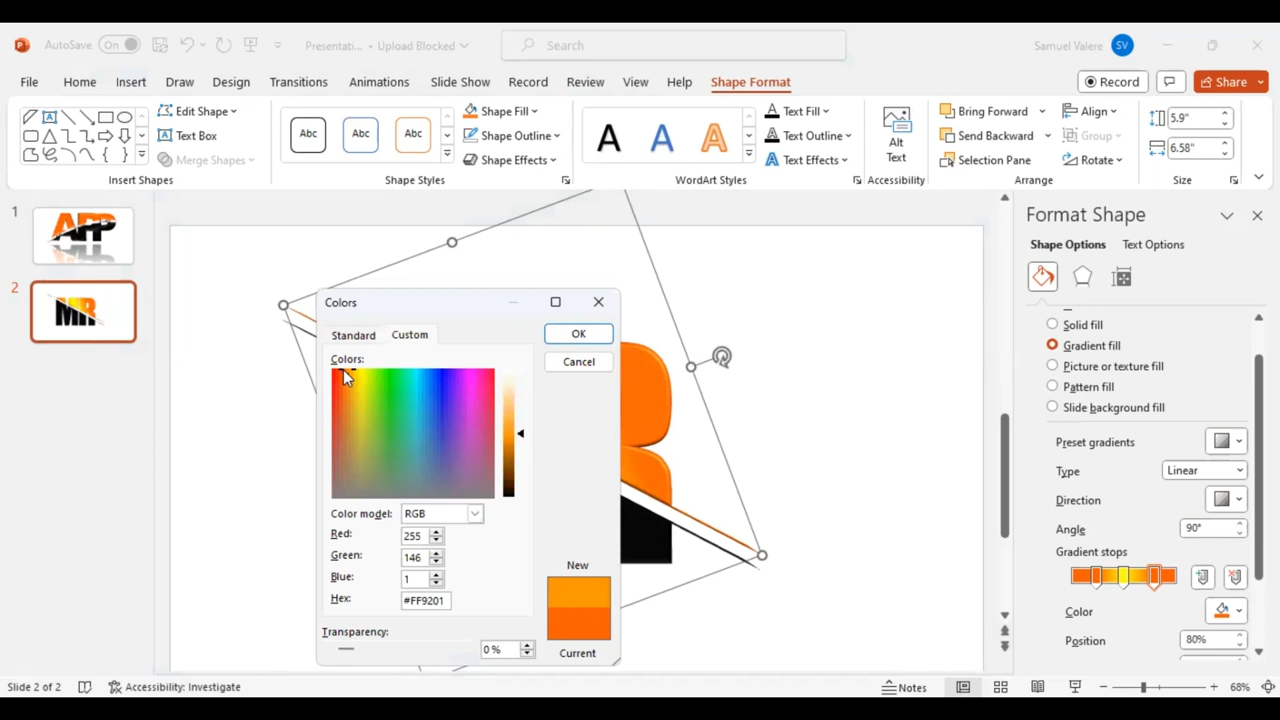 AutoSave On Presentati... • Upload Blocked Search Samuel Valere SV
File Home Insert Draw Design Transitions Animations Slide Show Record Review View Help Shape Format Record Share
Edit Shape Text Box Merge Shapes
Insert Shapes
Abc Abc Abc
Shape Fill Shape Outline Shape Effects
Shape Styles
A A A
Text Fill Text Outline Text Effects
WordArt Styles
Alt Text
Accessibility
Bring Forward Send Backward Selection Pane Align Group Rotate
Arrange
5.9" 6.58"
Size
1
APP
2
MR
Colors
Standard Custom
OK
Cancel
Colors:
Color model: RGB
Red: 255
Green: 146
Blue: 1
Hex: #FF9201
Transparency: 0 %
New
Current
Format Shape
Shape Options Text Options
Solid fill
Gradient fill
Picture or texture fill
Pattern fill
Slide background fill
Preset gradients
Type Linear
Direction
Angle 90°
Gradient stops
Color
Position 80%
Slide 2 of 2 Accessibility: Investigate Notes 68%